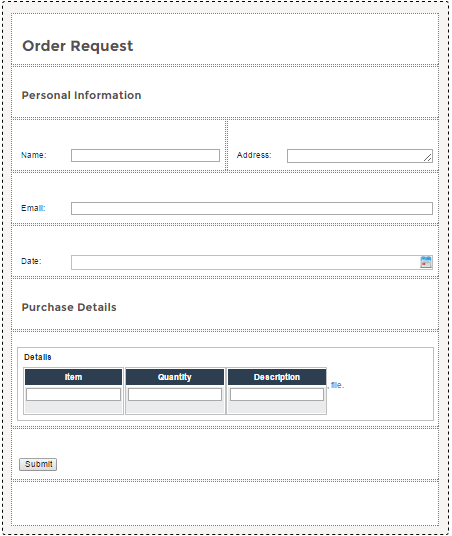 Order Request
Personal Information
Name: Address:
Email:
Date:
Purchase Details
Details
Item Quantity Description
, file.
Submit